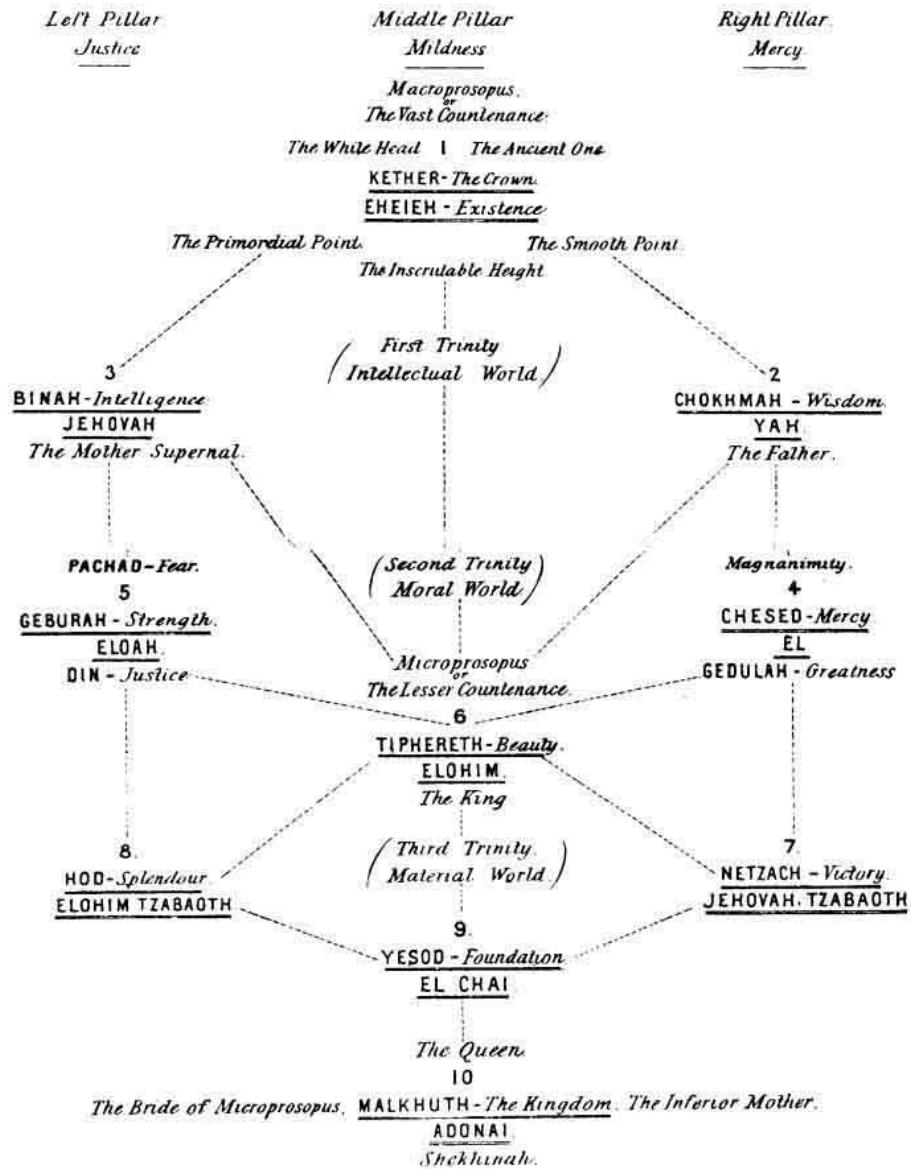 Left Pillar Middle Pillar Right Pillar.
Justice Mildness Mercy
Macroprosopus.
or
The Vast Countenance.
The White Head 1 The Ancient One
KETHER - The Crown.
EHEIEH - Existence
The Primordial Point. The Smooth Point.
The Inscrutable Height
(First Trinity
Intellectual World)
3 2
BINAH - Intelligence. CHOKHMAH - Wisdom.
JEHOVAH YAH.
The Mother Supernal. The Father.
PACHAD - Fear. (Second Trinity Magnanimity.
5 Moral World) 4
GEBURAH - Strength. CHESED - Mercy
ELOAH. EL
DIN - Justice Microprosopus GEDULAH - Greatness
or
The Lesser Countenance.
6
TIPHERETH - Beauty.
ELOHIM.
The King
8. (Third Trinity. 7
HOD - Splendour. Material World.) NETZACH - Victory.
ELOHIM TZABAOTH JEHOVAH. TZABAOTH
9.
YESOD - Foundation.
EL CHAI
The Queen.
10
The Bride of Microprosopus. MALKHUTH - The Kingdom. The Inferior Mother.
ADONAI
Shekhinah.